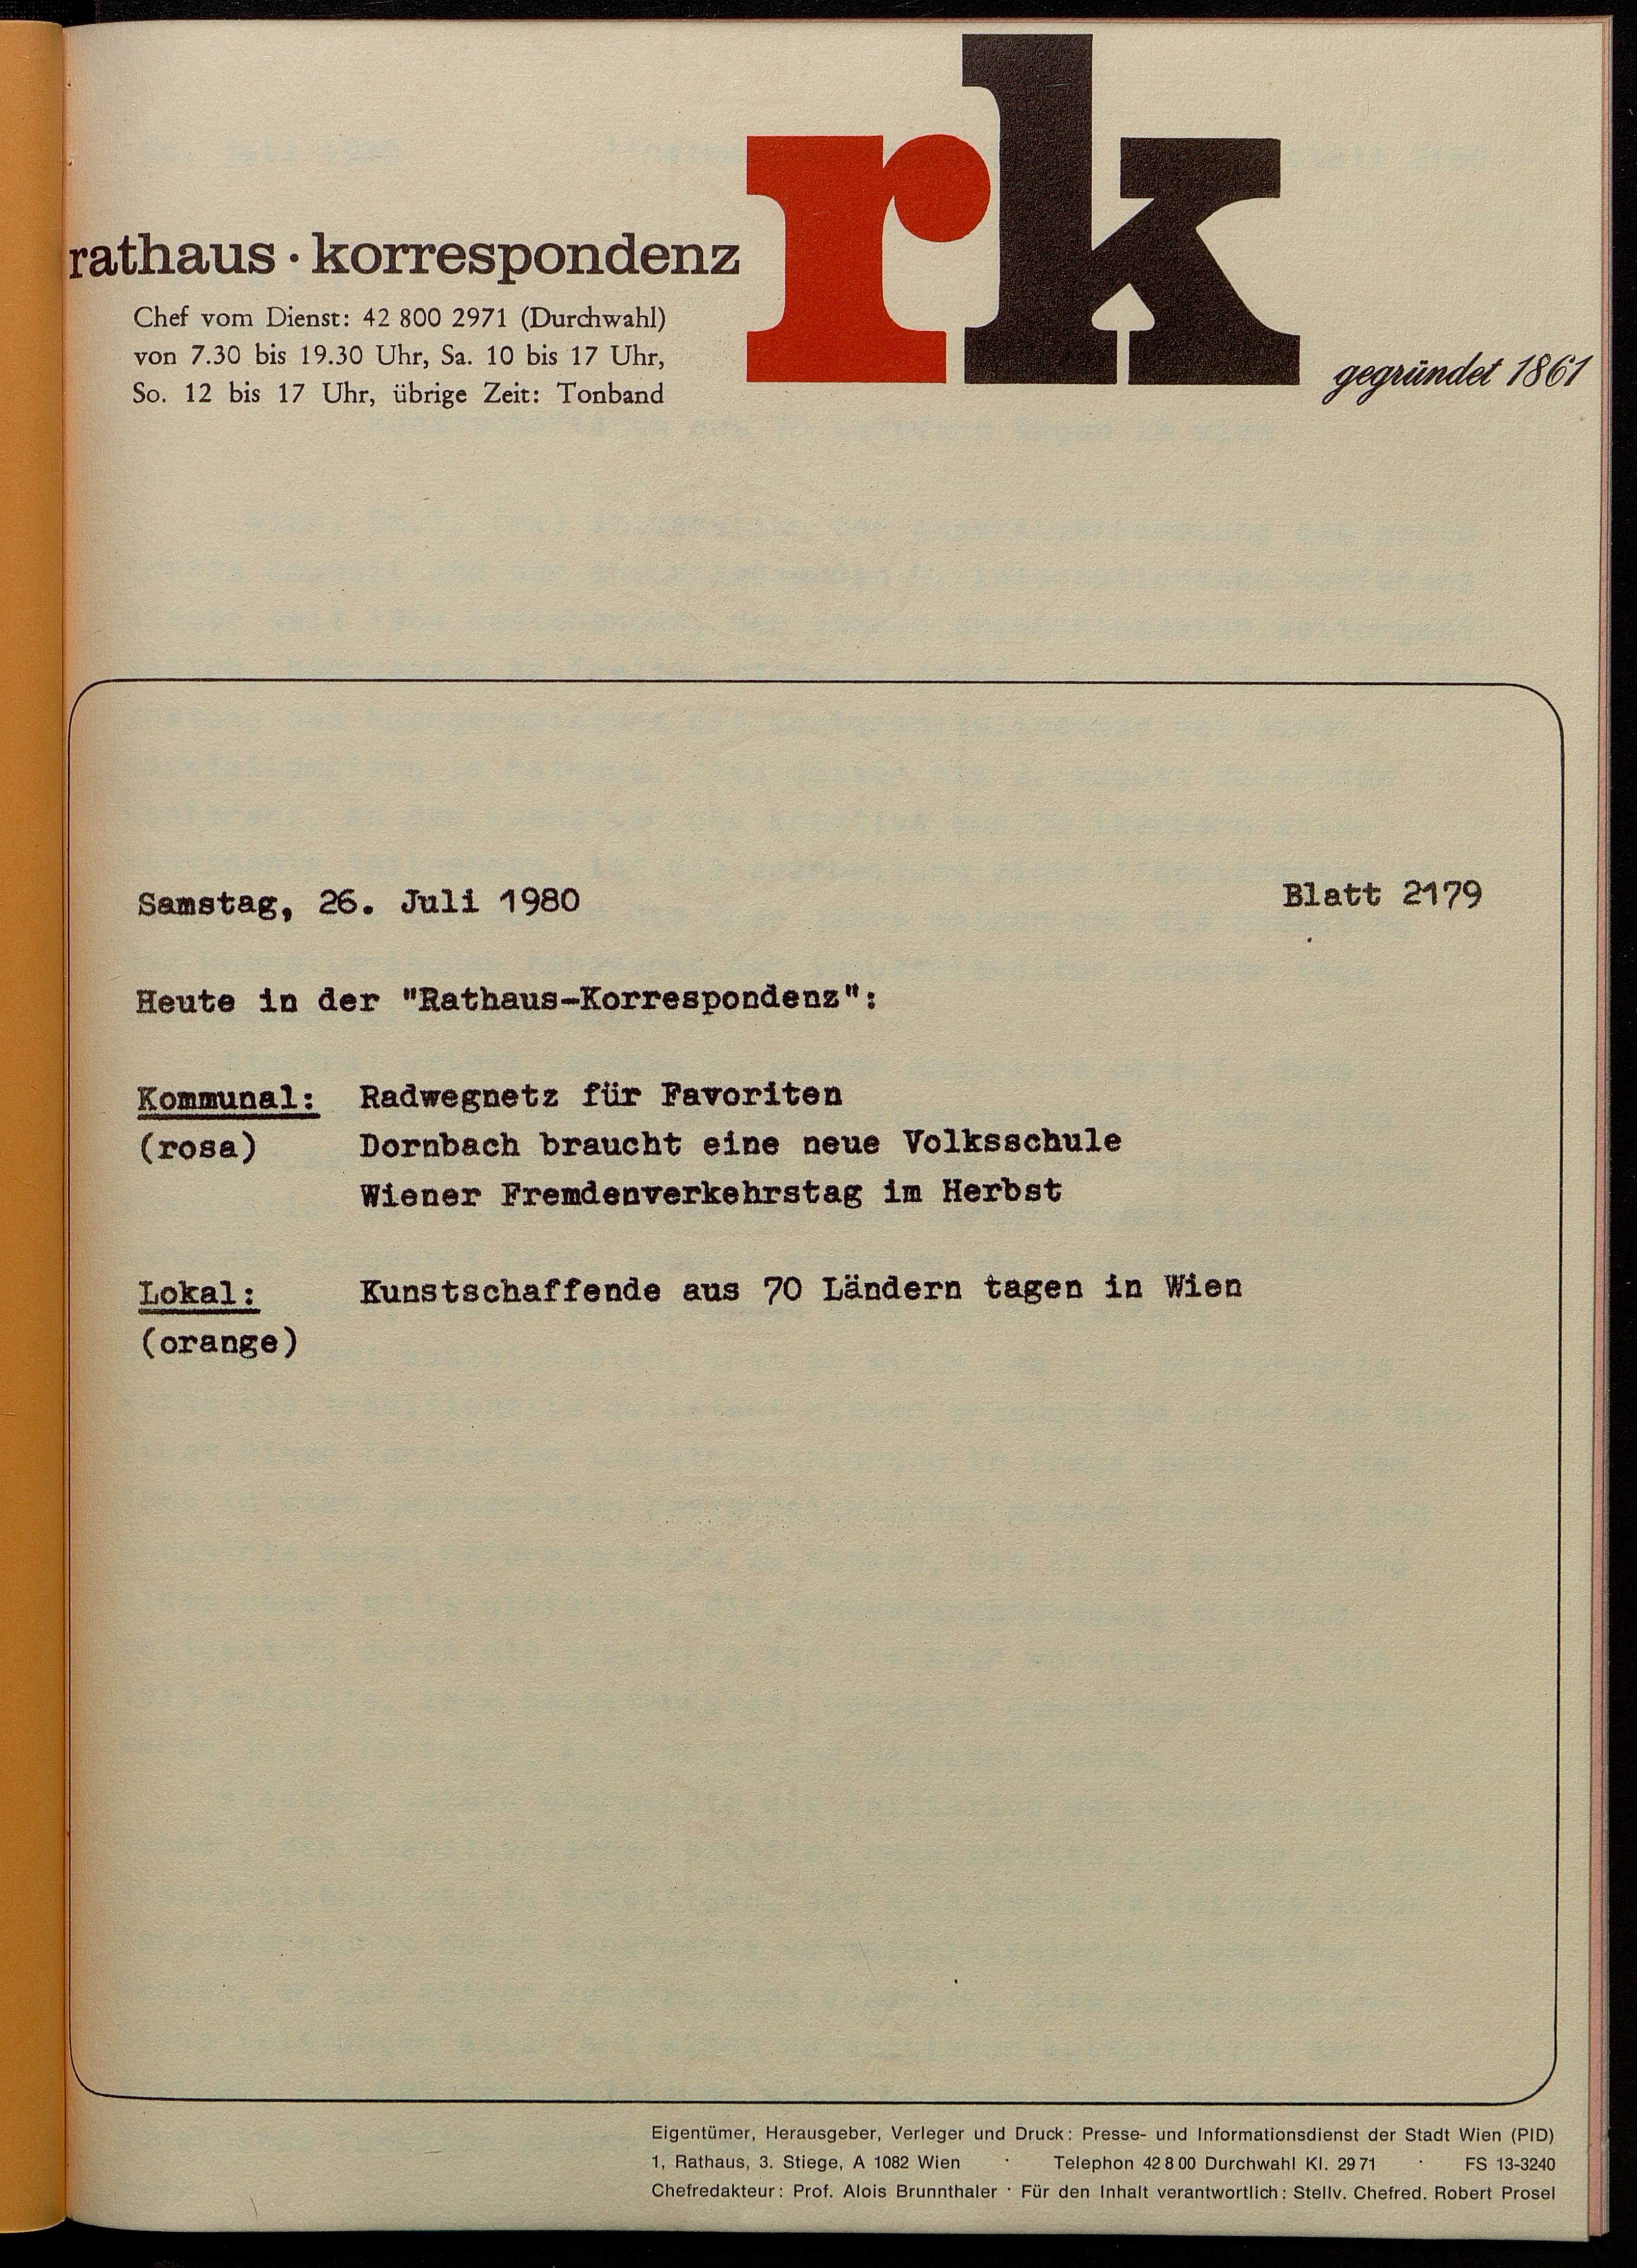 rk
rathaus · korrespondenz
Chef vom Dienst: 42 800 2971 (Durchwahl)
von 7.30 bis 19.30 Uhr, Sa. 10 bis 17 Uhr,
So. 12 bis 17 Uhr, übrige Zeit: Tonband
gegründet 1861
Samstag, 26. Juli 1980 Blatt 2179
Heute in der "Rathaus-Korrespondenz":
Kommunal: Radwegnetz für Favoriten
(rosa) Dornbach braucht eine neue Volksschule
Wiener Fremdenverkehrstag im Herbst
Lokal: Kunstschaffende aus 70 Ländern tagen in Wien
(orange)
Eigentümer, Herausgeber, Verleger und Druck: Presse- und Informationsdienst der Stadt Wien (PID)
1, Rathaus, 3. Stiege, A 1082 Wien · Telephon 42 8 00 Durchwahl Kl. 29 71 · FS 13-3240
Chefredakteur: Prof. Alois Brunnthaler · Für den Inhalt verantwortlich: Stellv. Chefred. Robert Prosel